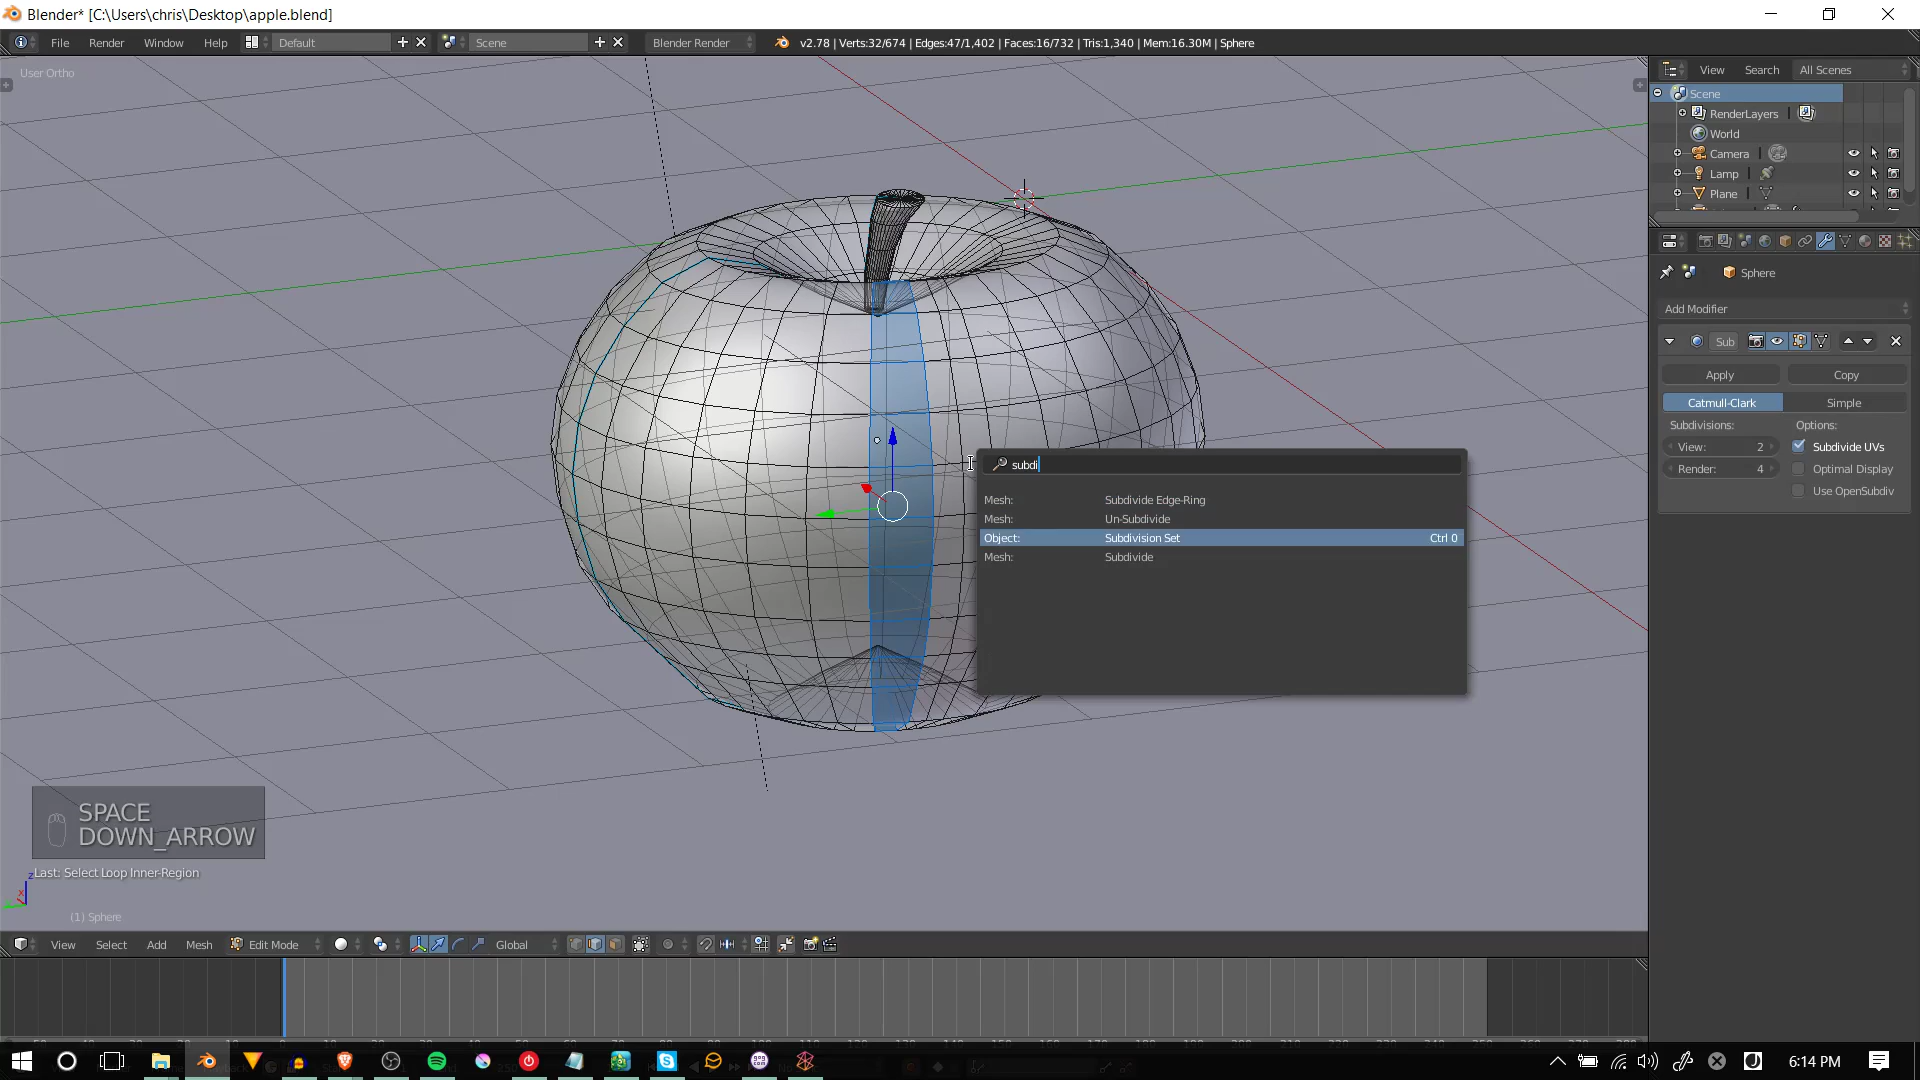 Blender* [C:\Users\chris\Desktop\apple.blend]
File Render Window Help Default Scene Blender Render v2.78 | Verts:32/674 | Edges:47/1,402 | Faces:16/732 | Tris:1,340 | Mem:16.30M | Sphere
User Ortho
View Search All Scenes
Scene
RenderLayers
World
Camera
Lamp
Plane
Sphere
Add Modifier
Sub
Apply Copy
Catmull-Clark Simple
Subdivisions: Options:
View: 2 Subdivide UVs
Render: 4 Optimal Display
Use OpenSubdiv
subdi
Mesh: Subdivide Edge-Ring
Mesh: Un-Subdivide
Object: Subdivision Set Ctrl 0
Mesh: Subdivide
SPACE
DOWN_ARROW
Last: Select Loop Inner-Region
z
x
(1) Sphere
View Select Add Mesh Edit Mode Global
6:14 PM